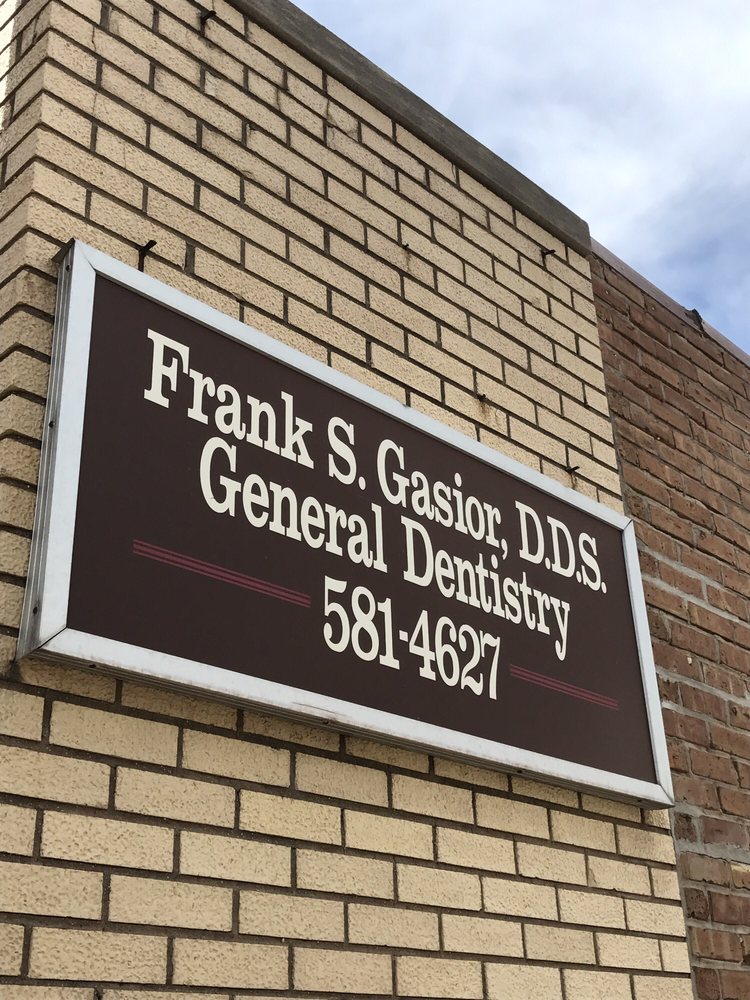 Frank S. Gasior, D.D.S.
General Dentistry
581-4627